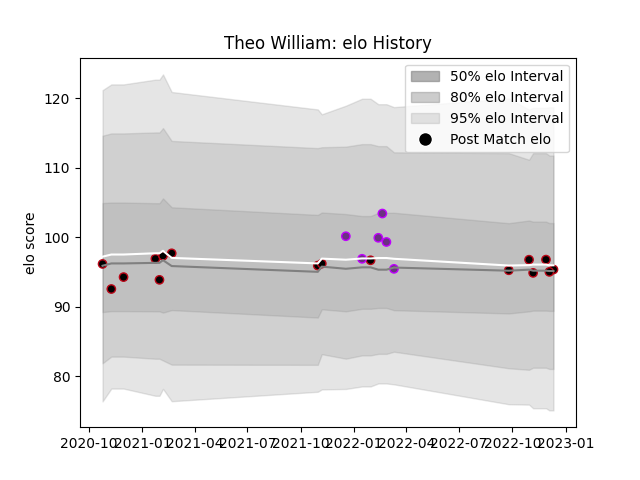 Theo William: elo History
50% elo Interval
80% elo Interval
95% elo Interval
Post Match elo
elo score
120
110
100
90
80
2020-10 2021-01 2021-04 2021-07 2021-10 2022-01 2022-04 2022-07 2022-10 2023-01